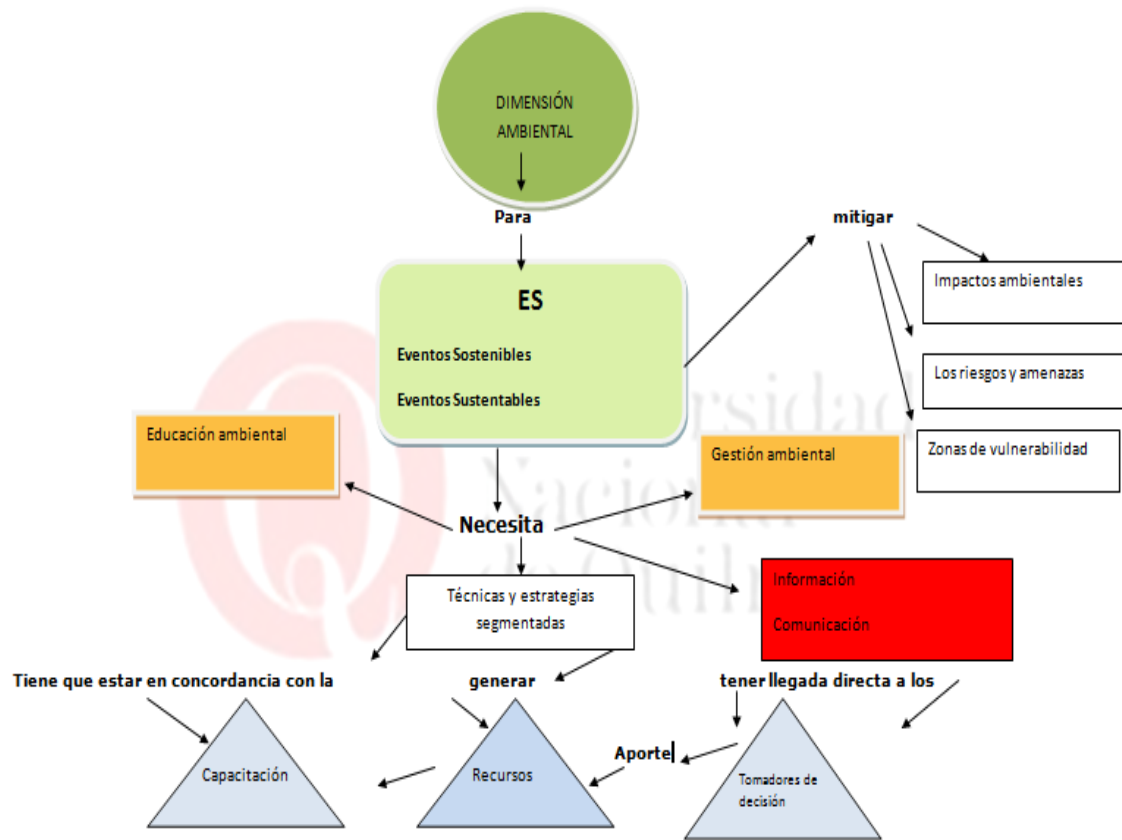 DIMENSIÓN
AMBIENTAL
Para
mitigar
ES
Eventos Sostenibles
Eventos Sustentables
Impactos ambientales
Los riesgos y amenazas
Zonas de vulnerabilidad
Educación ambiental
Gestión ambiental
Necesita
Técnicas y estrategias
segmentadas
Información
Comunicación
Tiene que estar en concordancia con la
generar
tener llegada directa a los
Aporte
Capacitación
Recursos
Tomadores de
decisión